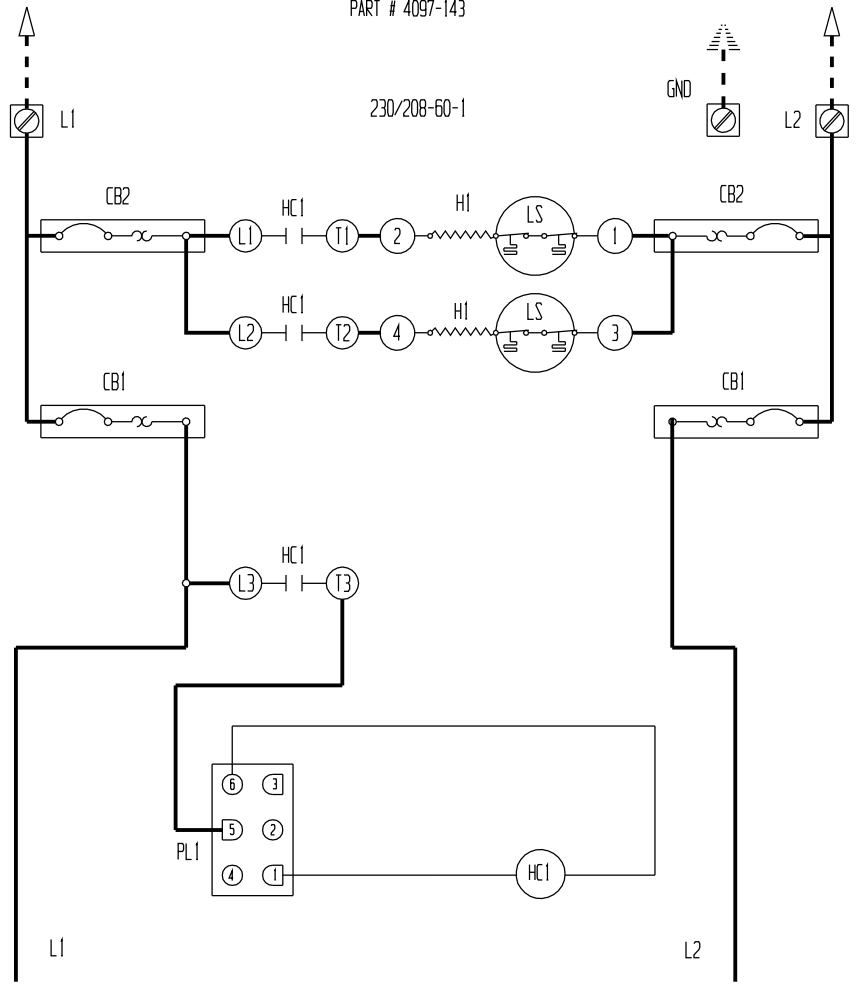 PART # 4097-143
GND
230/208-60-1
L1
L2
CB2
HC1
H1
LS
CB2
L1
T1
2
1
HC1
H1
LS
L2
T2
4
3
CB1
CB1
HC1
L3
T3
6
3
5
2
PL1
4
1
HC1
L1
L2